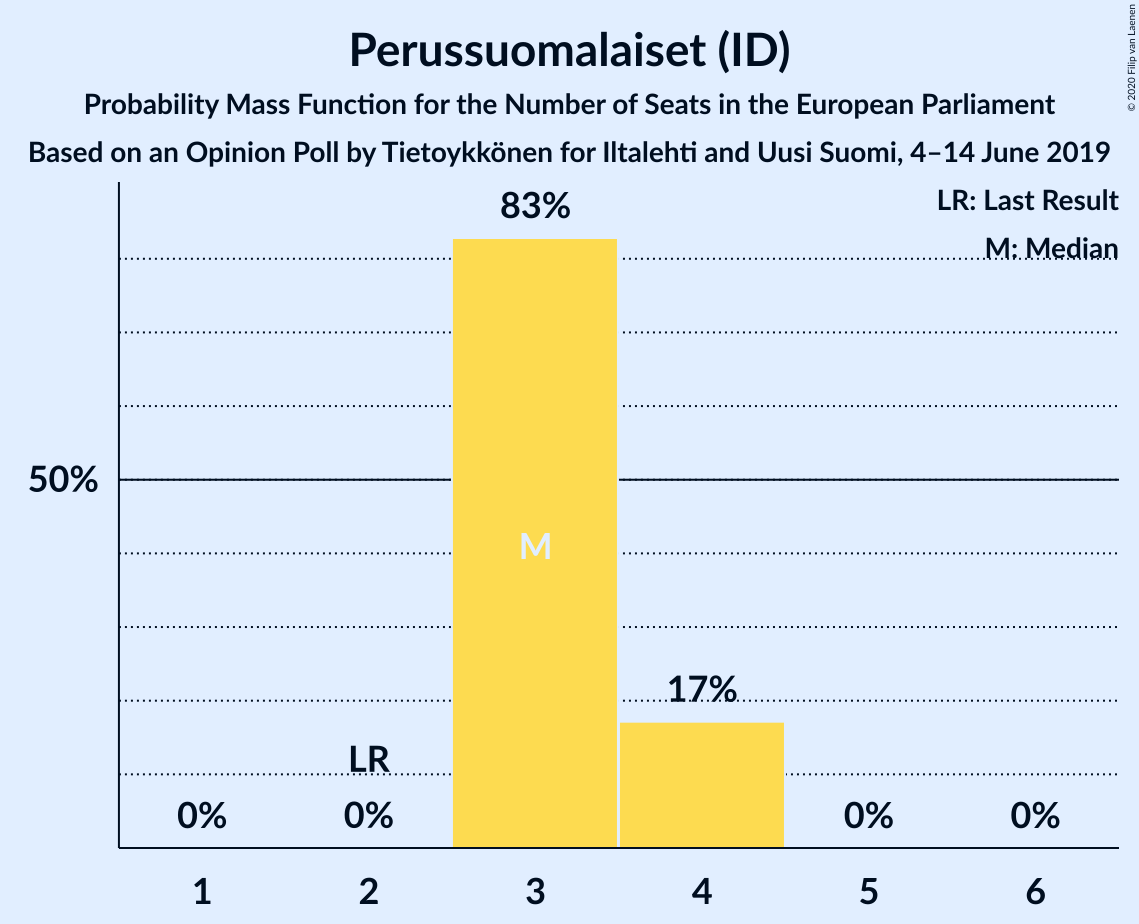 Perussuomalaiset (ID)
Probability Mass Function for the Number of Seats in the European Parliament
Based on an Opinion Poll by Tietoykkönen for Iltalehti and Uusi Suomi, 4–14 June 2019
© 2020 Filip van Laenen
LR: Last Result
M: Median
83%
50%
M
17%
LR
0% 0% 0% 0%
1 2 3 4 5 6